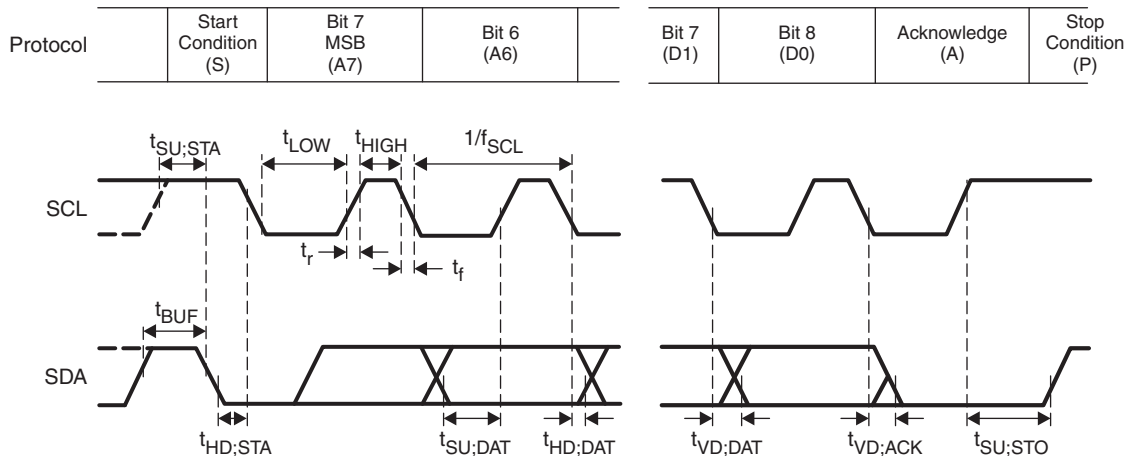 Protocol
Start
Condition
(S)
Bit 7
MSB
(A7)
Bit 6
(A6)
Bit 7
(D1)
Bit 8
(D0)
Acknowledge
(A)
Stop
Condition
(P)
tSU;STA
tLOW
tHIGH
1/fSCL
SCL
tr
tf
tBUF
SDA
tHD;STA
tSU;DAT
tHD;DAT
tVD;DAT
tVD;ACK
tSU;STO